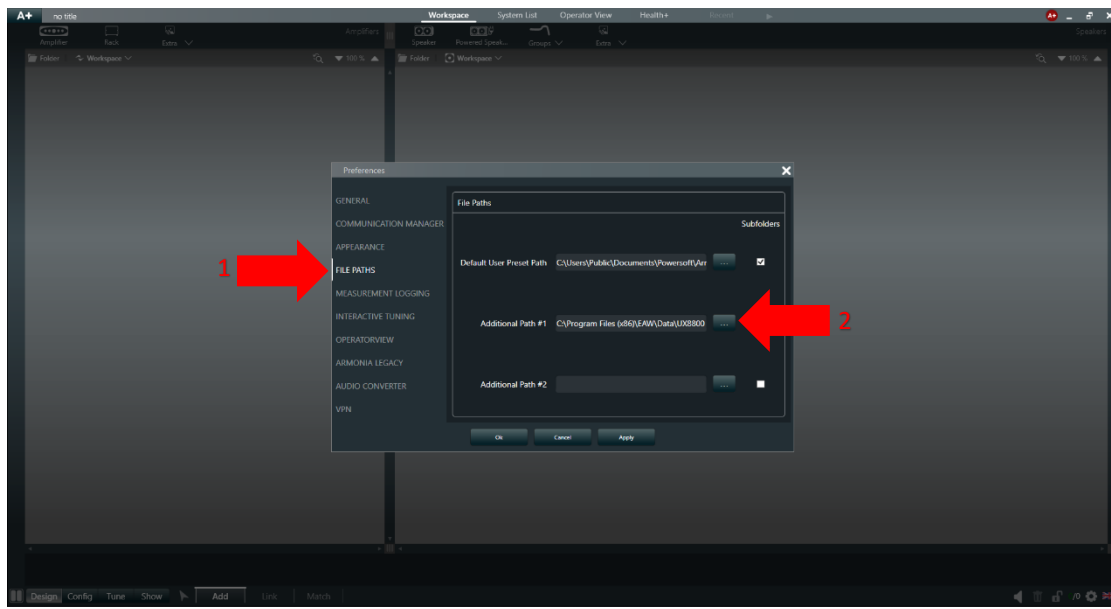 A+ no title Workspace System List Operator View Health+ Recent
Amplifier Rack Extra Amplifiers Speaker Powered Speak... Groups Extra Speakers
Folder Workspace 100 % Folder Workspace 100 %
Preferences
GENERAL
COMMUNICATION MANAGER
APPEARANCE
FILE PATHS
MEASUREMENT LOGGING
INTERACTIVE TUNING
OPERATORVIEW
ARMONIA LEGACY
AUDIO CONVERTER
VPN
File Paths
Subfolders
Default User Preset Path C:\Users\Public\Documents\Powersoft\Arr ...
Additional Path #1 C:\Program Files (x86)\EAW\Data\UX8800 ...
Additional Path #2 ...
Ok Cancel Apply
1
2
Design Config Tune Show Add Link Match /0